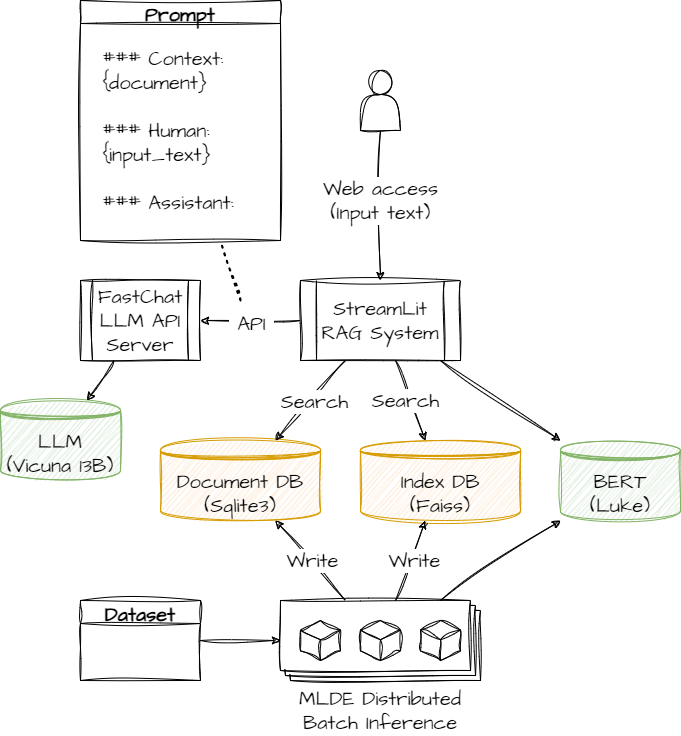 Prompt
### Context:
{document}
### Human:
{input_text}
### Assistant:
Web access
(Input text)
FastChat
LLM API
Server
API
StreamLit
RAG System
Search
Search
LLM
(Vicuna 13B)
Document DB
(Sqlite3)
Index DB
(Faiss)
BERT
(Luke)
Write
Write
Dataset
MLDE Distributed
Batch Inference